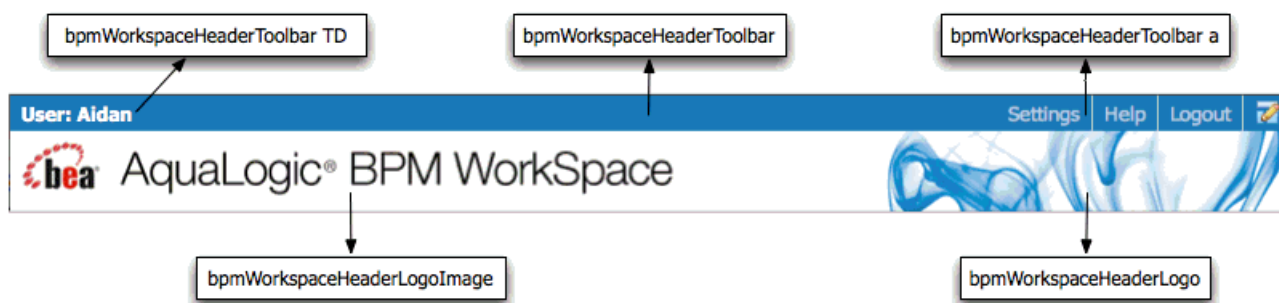 bpmWorkspaceHeaderToolbar TD
bpmWorkspaceHeaderToolbar
bpmWorkspaceHeaderToolbar a
User: Aidan
Settings
Help
Logout
bea
AquaLogic® BPM WorkSpace
bpmWorkspaceHeaderLogoImage
bpmWorkspaceHeaderLogo